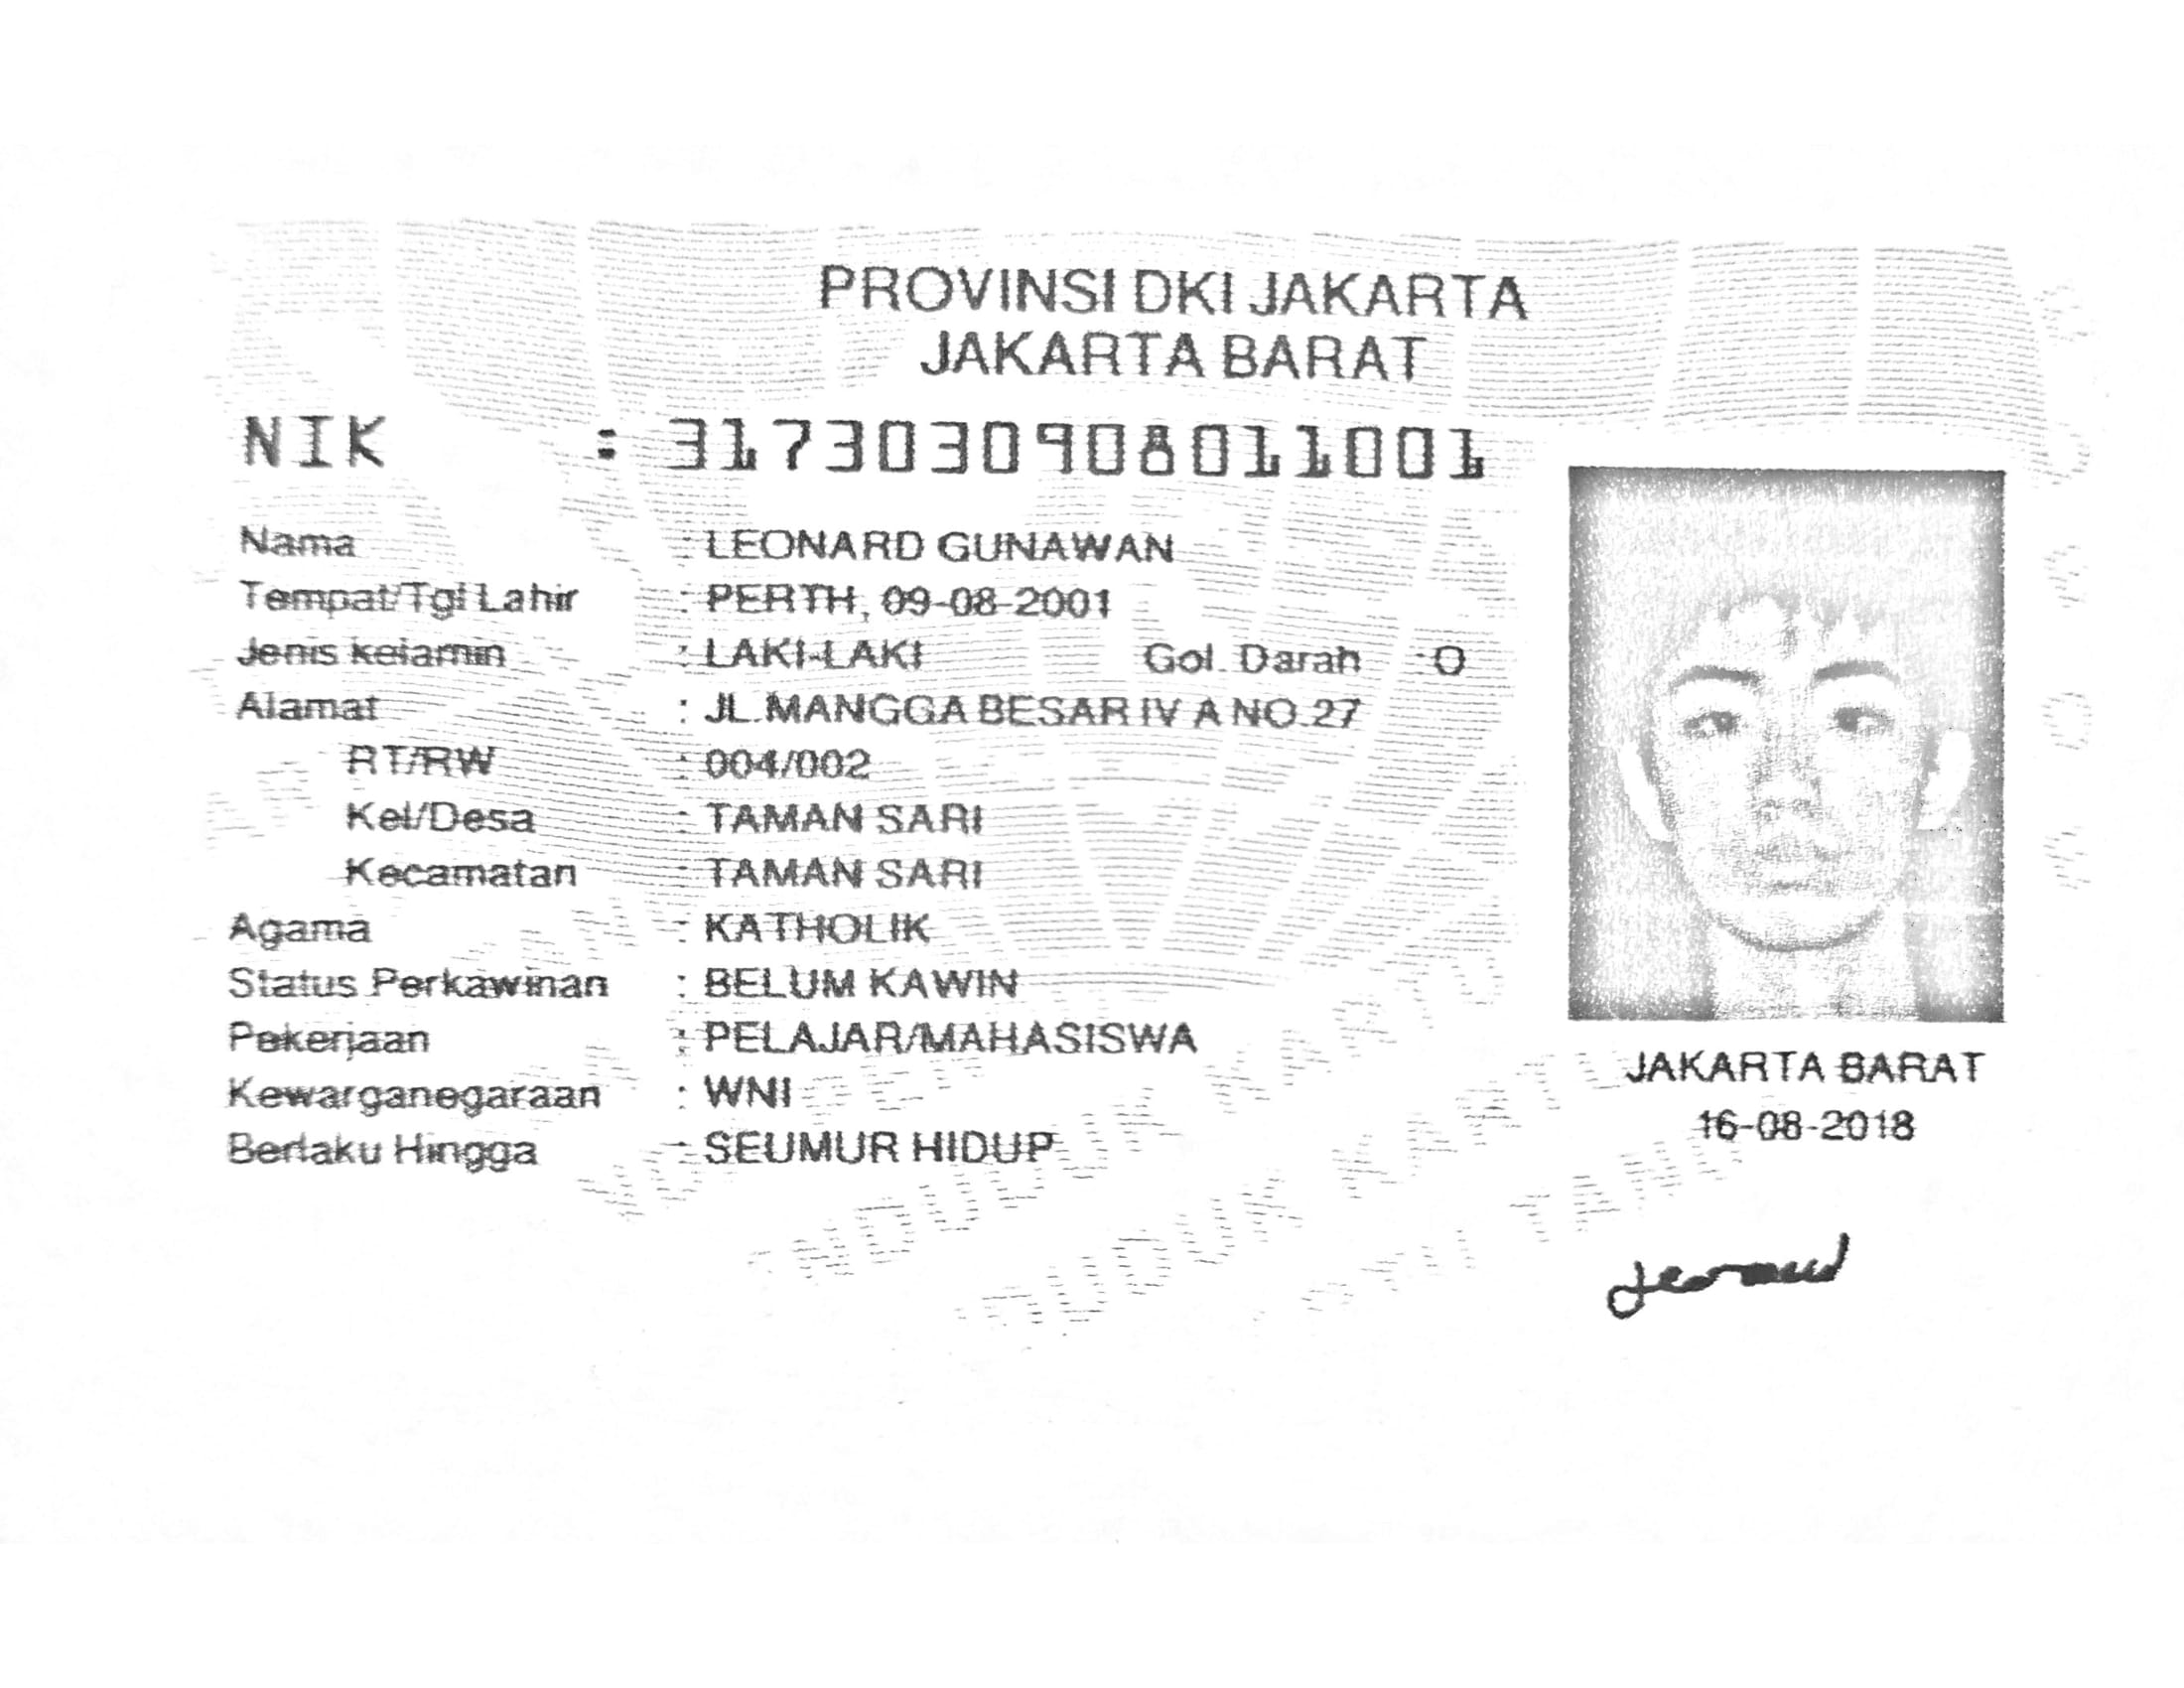 PROVINSI DKI JAKARTA
JAKARTA BARAT
NIK : 3173030908011001
Nama : LEONARD GUNAWAN
Tempat/Tgl Lahir : PERTH, 09-08-2001
Jenis kelamin : LAKI-LAKI Gol. Darah : O
Alamat : JL.MANGGA BESAR IV A NO.27
RT/RW : 004/002
Kel/Desa : TAMAN SARI
Kecamatan : TAMAN SARI
Agama : KATHOLIK
Status Perkawinan : BELUM KAWIN
Pekerjaan : PELAJAR/MAHASISWA
Kewarganegaraan : WNI
Berlaku Hingga : SEUMUR HIDUP
JAKARTA BARAT
16-08-2018